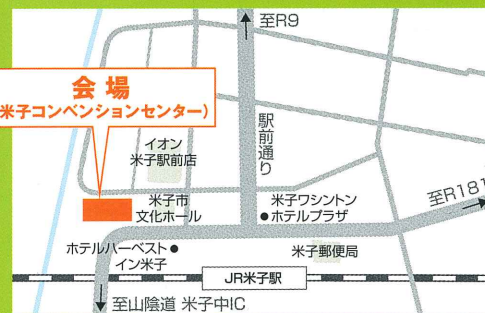 至R9
会場
米子コンベンションセンター)
イオン
米子駅前店
駅前通り
至R181
米子市
文化ホール
米子ワシントン
ホテルプラザ
ホテルハーベスト
イン米子
米子郵便局
JR米子駅
至山陰道 米子中IC